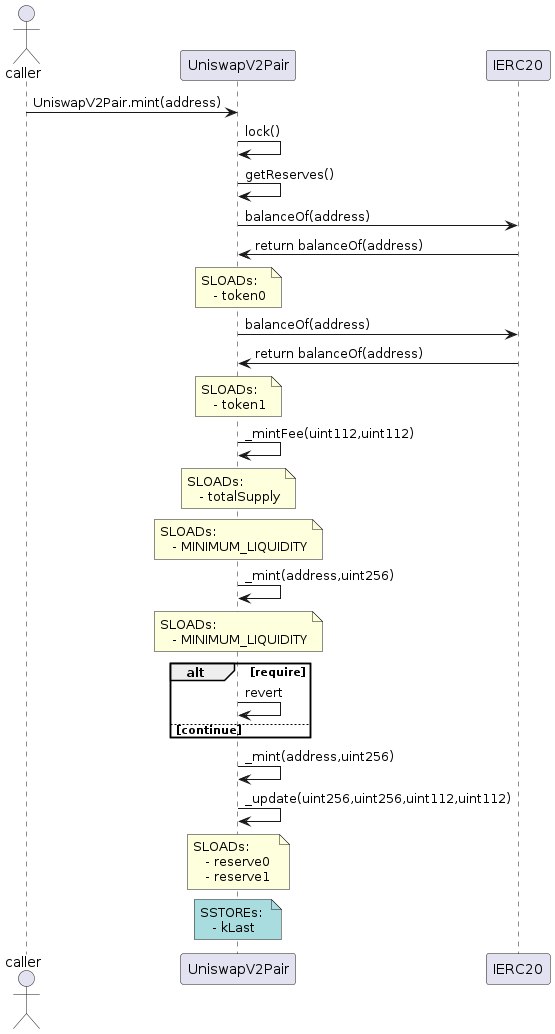 caller
UniswapV2Pair
IERC20
UniswapV2Pair.mint(address)
lock()
getReserves()
balanceOf(address)
return balanceOf(address)
SLOADs:
- token0
balanceOf(address)
return balanceOf(address)
SLOADs:
- token1
_mintFee(uint112,uint112)
SLOADs:
- totalSupply
SLOADs:
- MINIMUM_LIQUIDITY
_mint(address,uint256)
SLOADs:
- MINIMUM_LIQUIDITY
alt [require]
revert
[continue]
_mint(address,uint256)
_update(uint256,uint256,uint112,uint112)
SLOADs:
- reserve0
- reserve1
SSTOREs:
- kLast
caller
UniswapV2Pair
IERC20